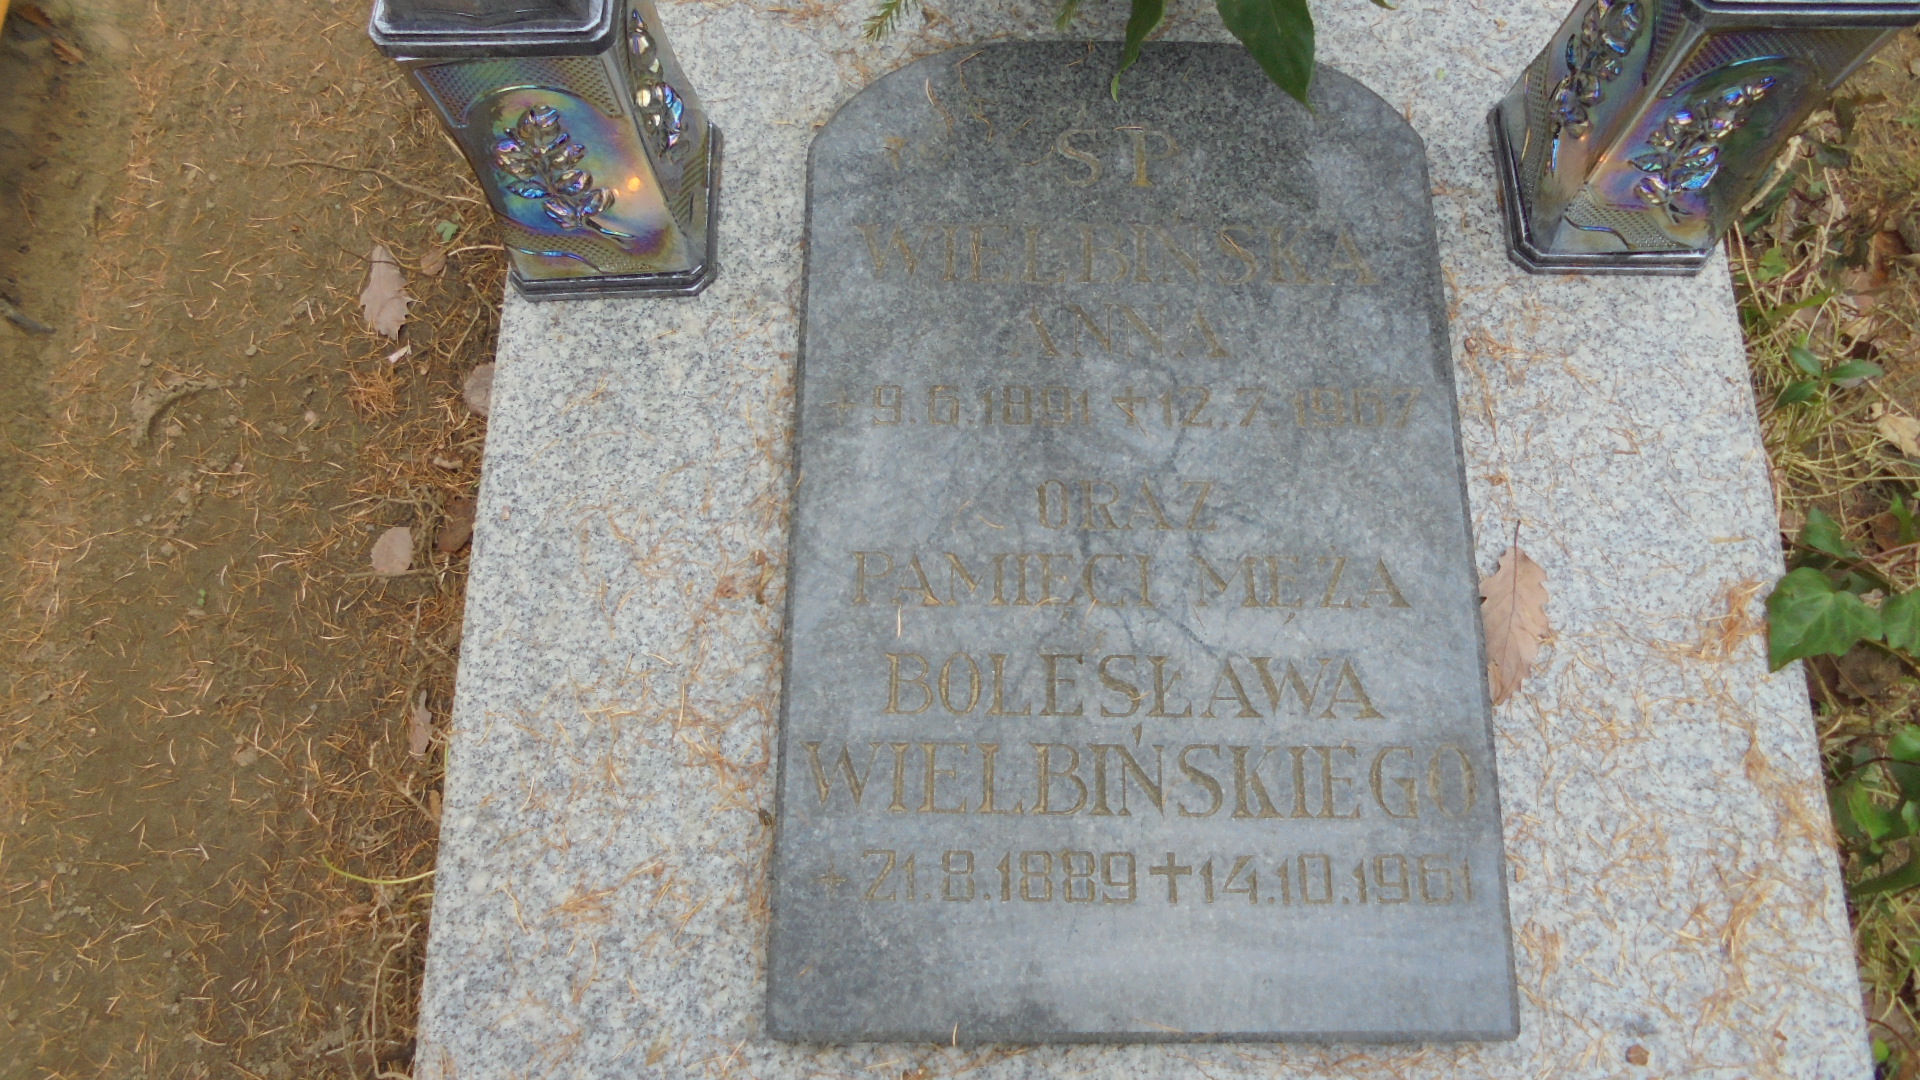 ŚP
WIELBIŃSKA
ANNA
* 9.6.1891 ✝ 12.7.1967
ORAZ
PAMIĘCI MĘŻA
BOLESŁAWA
WIELBIŃSKIEGO
* 21.8.1889 ✝ 14.10.1961